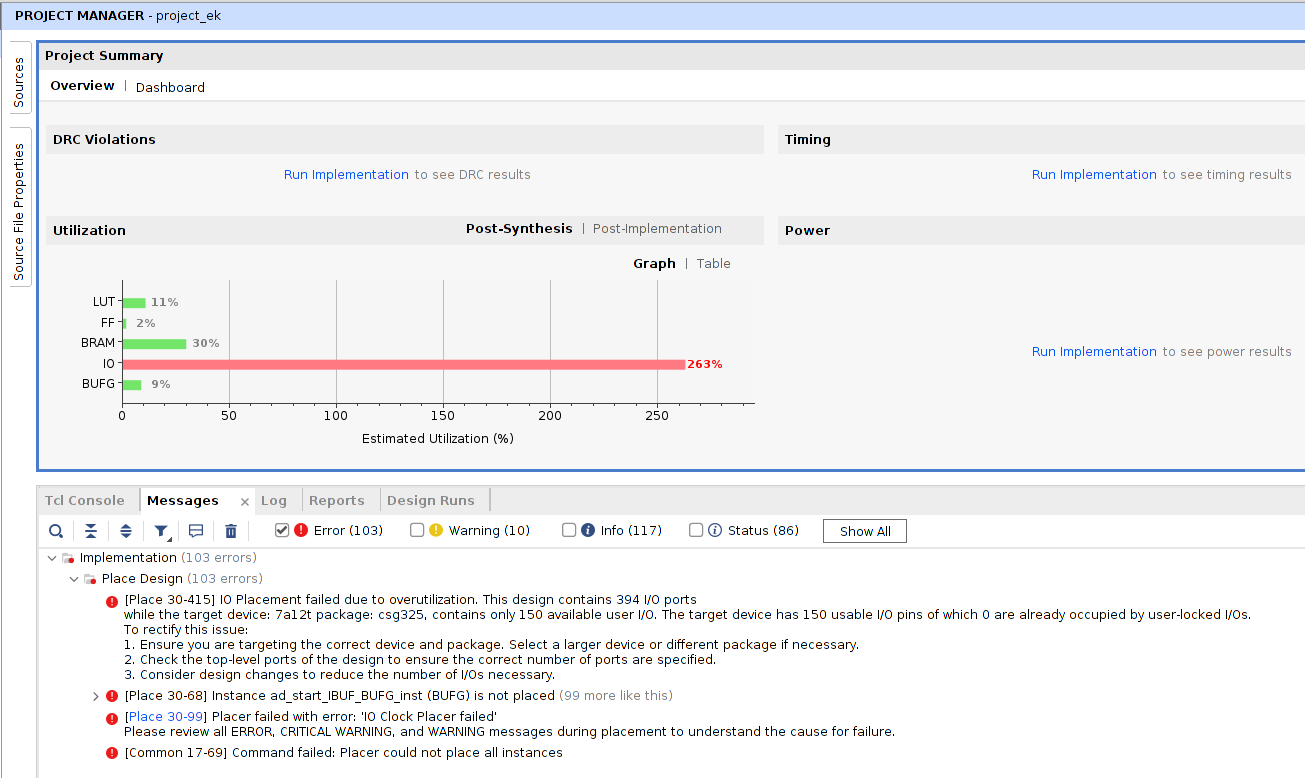 PROJECT MANAGER - project_ek
Sources
Source File Properties
Project Summary
Overview | Dashboard
DRC Violations
Run Implementation to see DRC results
Timing
Run Implementation to see timing results
Utilization
Post-Synthesis | Post-Implementation
Graph | Table
LUT 11%
FF 2%
BRAM 30%
IO 263%
BUFG 9%
0 50 100 150 200 250
Estimated Utilization (%)
Power
Run Implementation to see power results
Tcl Console Messages × Log Reports Design Runs
Error (103) Warning (10) Info (117) Status (86) Show All
Implementation (103 errors)
Place Design (103 errors)
[Place 30-415] IO Placement failed due to overutilization. This design contains 394 I/O ports
while the target device: 7a12t package: csg325, contains only 150 available user I/O. The target device has 150 usable I/O pins of which 0 are already occupied by user-locked I/Os.
To rectify this issue:
1. Ensure you are targeting the correct device and package. Select a larger device or different package if necessary.
2. Check the top-level ports of the design to ensure the correct number of ports are specified.
3. Consider design changes to reduce the number of I/Os necessary.
[Place 30-68] Instance ad_start_IBUF_BUFG_inst (BUFG) is not placed (99 more like this)
[Place 30-99] Placer failed with error: 'IO Clock Placer failed'
Please review all ERROR, CRITICAL WARNING, and WARNING messages during placement to understand the cause for failure.
[Common 17-69] Command failed: Placer could not place all instances